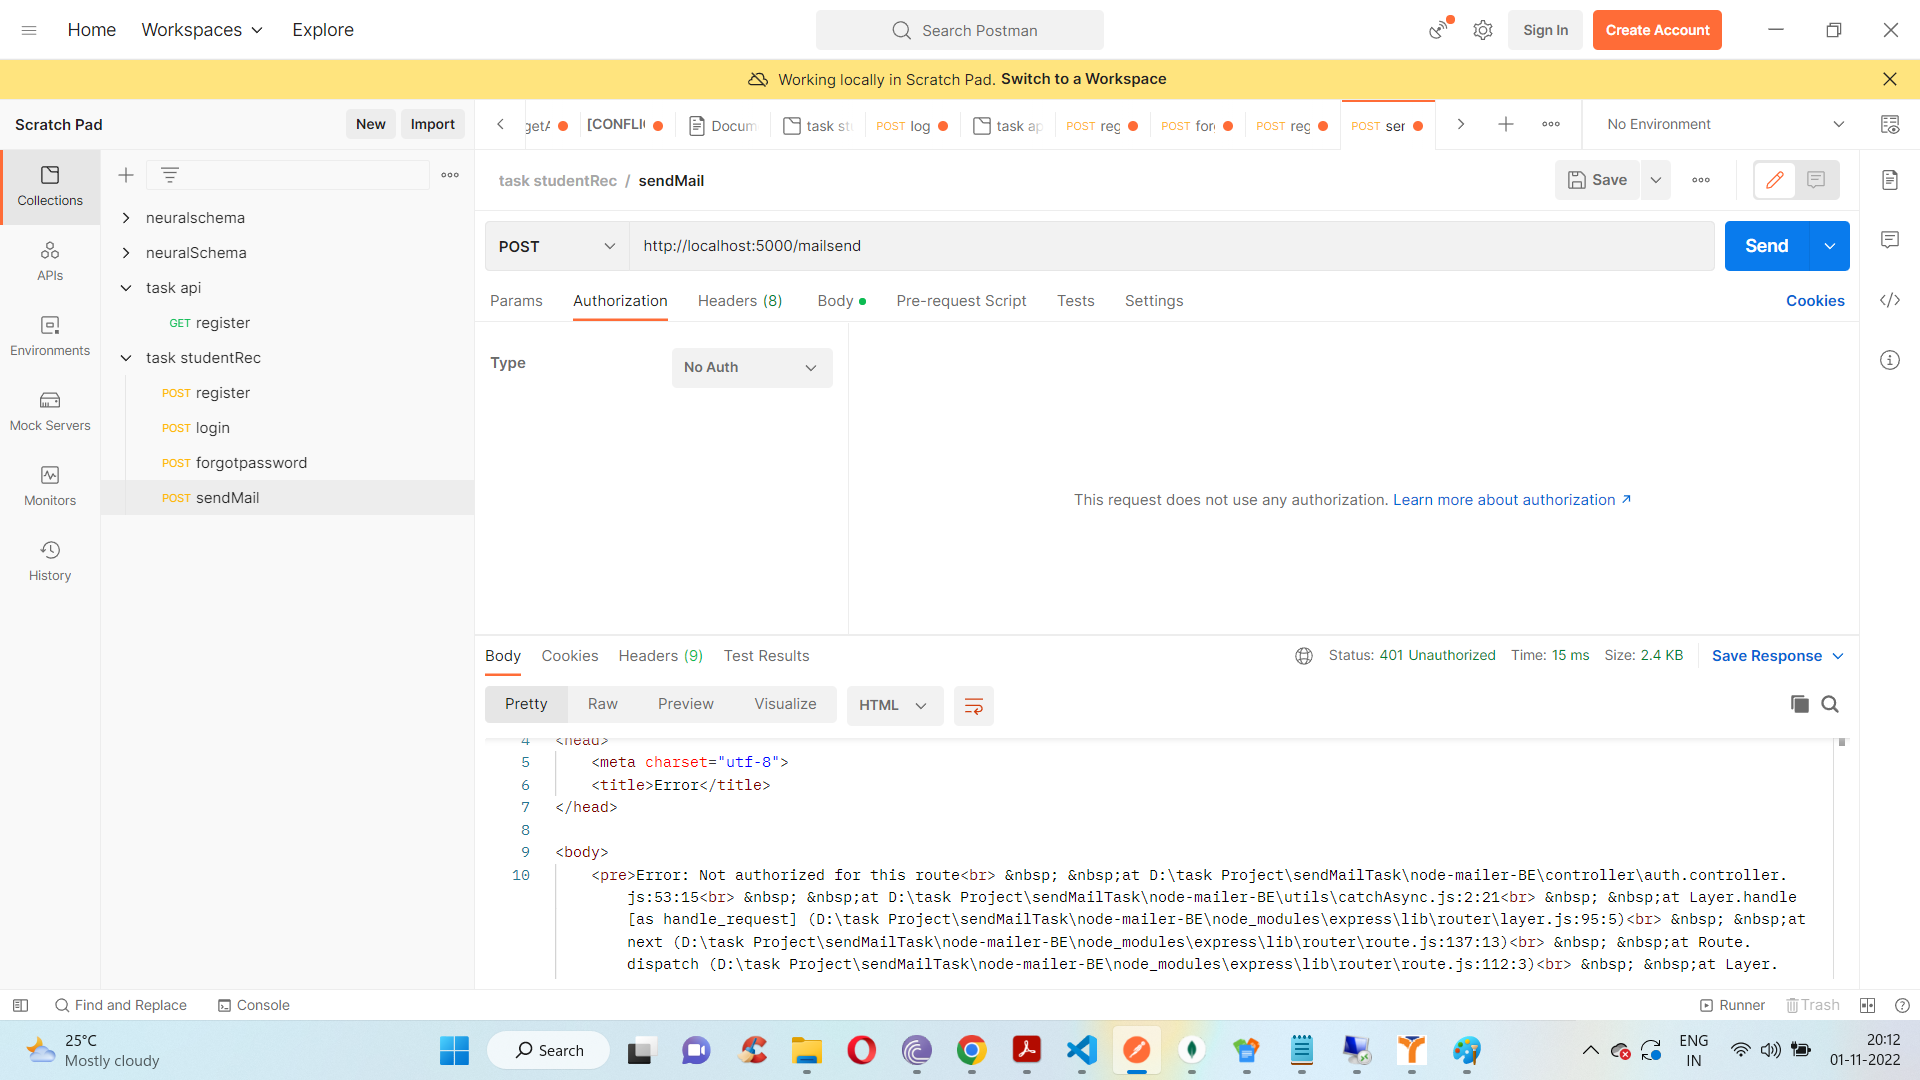 Home
Workspaces
Explore
Search Postman
Sign In
Create Account
Working locally in Scratch Pad. Switch to a Workspace
Scratch Pad
New
Import
getA
[CONFLI
Docum
task st
POST log
task ap
POST reg
POST for
POST reg
POST ser
No Environment
Collections
APIs
Environments
Mock Servers
Monitors
History
neuralschema
neuralSchema
task api
GET register
task studentRec
POST register
POST login
POST forgotpassword
POST sendMail
task studentRec / sendMail
Save
POST
http://localhost:5000/mailsend
Send
Params
Authorization
Headers (8)
Body
Pre-request Script
Tests
Settings
Cookies
Type
No Auth
This request does not use any authorization. Learn more about authorization ↗
Body
Cookies
Headers (9)
Test Results
Status: 401 Unauthorized
Time: 15 ms
Size: 2.4 KB
Save Response
Pretty
Raw
Preview
Visualize
HTML
4 <head>
5 <meta charset="utf-8">
6 <title>Error</title>
7 </head>
8
9 <body>
10 <pre>Error: Not authorized for this route<br> &nbsp; &nbsp;at D:\task Project\sendMailTask\node-mailer-BE\controller\auth.controller.
js:53:15<br> &nbsp; &nbsp;at D:\task Project\sendMailTask\node-mailer-BE\utils\catchAsync.js:2:21<br> &nbsp; &nbsp;at Layer.handle
[as handle_request] (D:\task Project\sendMailTask\node-mailer-BE\node_modules\express\lib\router\layer.js:95:5)<br> &nbsp; &nbsp;at
next (D:\task Project\sendMailTask\node-mailer-BE\node_modules\express\lib\router\route.js:137:13)<br> &nbsp; &nbsp;at Route.
dispatch (D:\task Project\sendMailTask\node-mailer-BE\node_modules\express\lib\router\route.js:112:3)<br> &nbsp; &nbsp;at Layer.
Find and Replace
Console
Runner
Trash
25°C
Mostly cloudy
Search
ENG
IN
20:12
01-11-2022